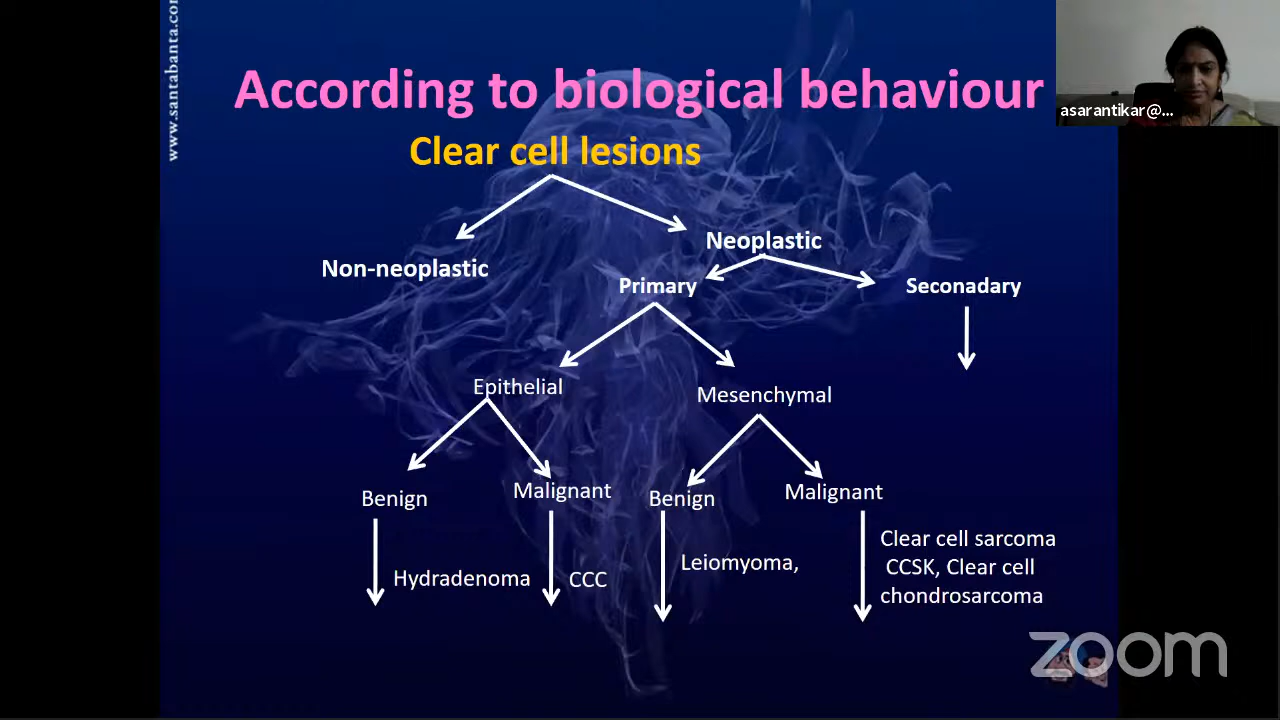 www.santabanta.com
According to biological behaviour
asarantikar@...
Clear cell lesions
Neoplastic
Non-neoplastic
Primary
Seconadary
Epithelial
Mesenchymal
Benign
Malignant
Benign
Malignant
Hydradenoma
CCC
Leiomyoma,
Clear cell sarcoma
CCSK, Clear cell
chondrosarcoma
zoom